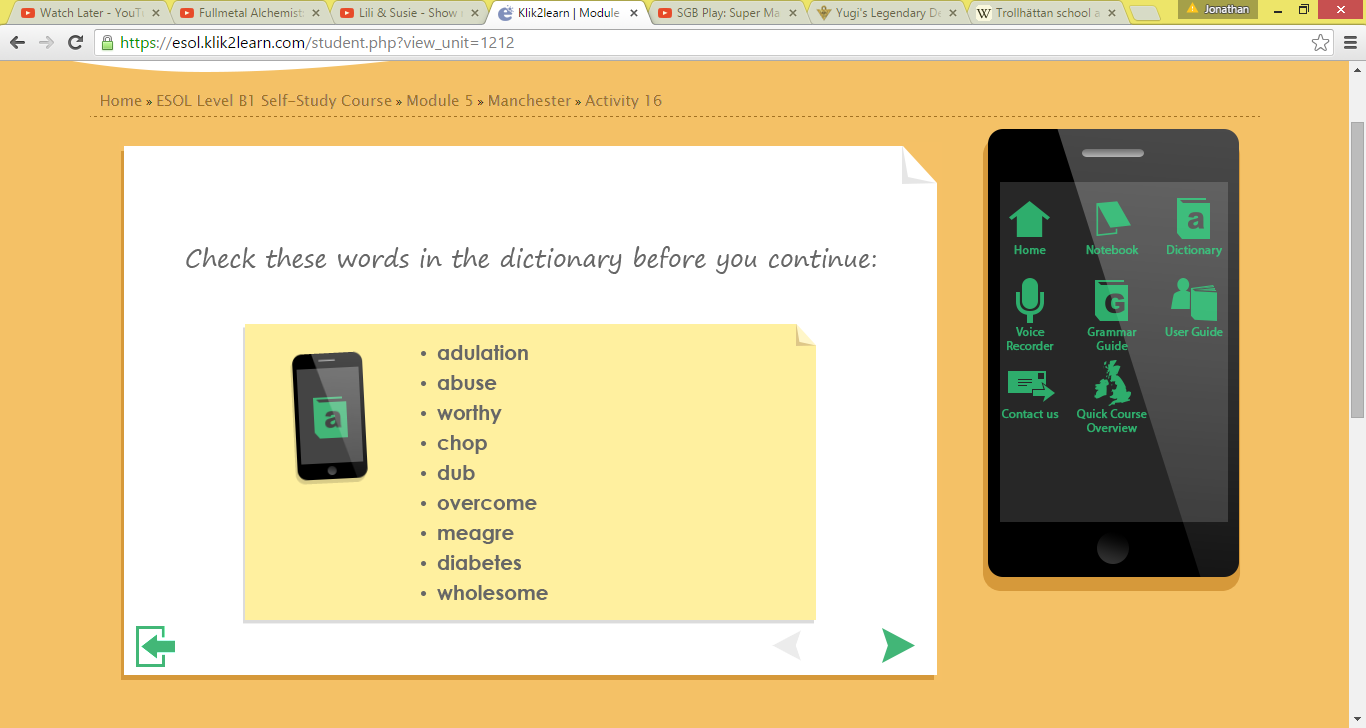 Watch Later - YouTu
Fullmetal Alchemist:
Lili & Susie - Show
Klik2learn | Module
SGB Play: Super Ma
Yugi's Legendary De
Trollhättan school a
Jonathan
https://esol.klik2learn.com/student.php?view_unit=1212
Home » ESOL Level B1 Self-Study Course » Module 5 » Manchester » Activity 16
Check these words in the dictionary before you continue:
a
• adulation
• abuse
• worthy
• chop
• dub
• overcome
• meagre
• diabetes
• wholesome
a
Home
Notebook
Dictionary
G
Voice
Recorder
Grammar
Guide
User Guide
Contact us
Quick Course
Overview